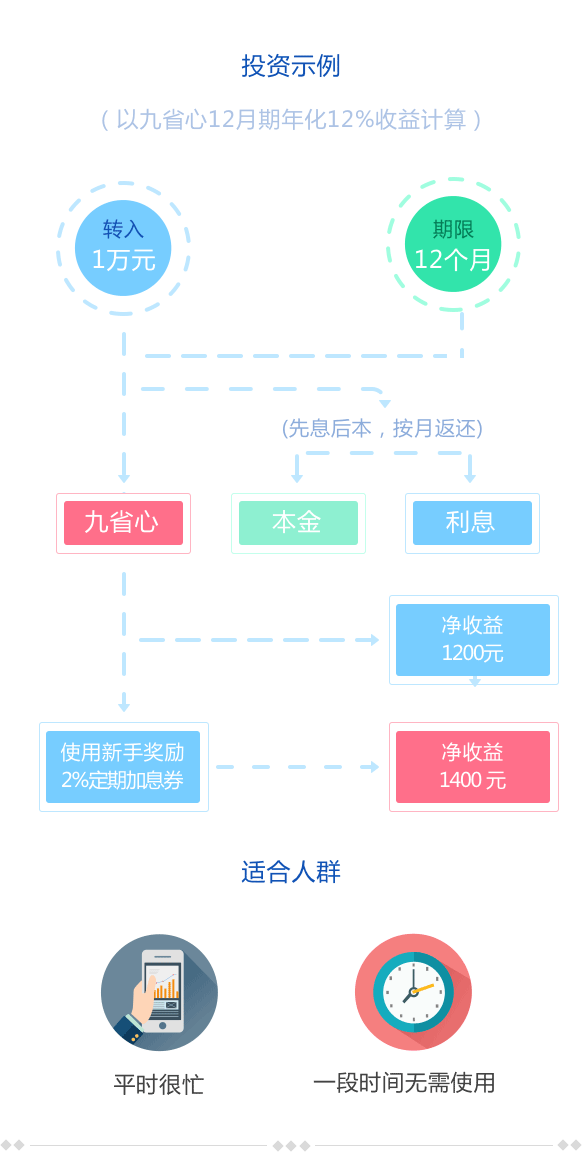 投资示例
（以九省心12月期年化12%收益计算）
转入
1万元
期限
12个月
(先息后本，按月返还)
九省心
本金
利息
净收益
1200元
使用新手奖励
2%定期加息券
净收益
1400 元
适合人群
平时很忙
一段时间无需使用